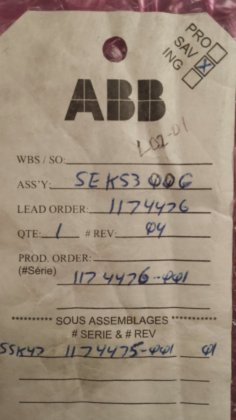 PRO
SAV X
ING
ABB
L02-01
WBS / SO:
ASS'Y: SEKS3006
LEAD ORDER: 1174476
QTE: 1 # REV: 04
PROD. ORDER:
(#Série) 1174476-001
********** SOUS ASSEMBLAGES **********
# SERIE & # REV
SSK47 1174475-001 01